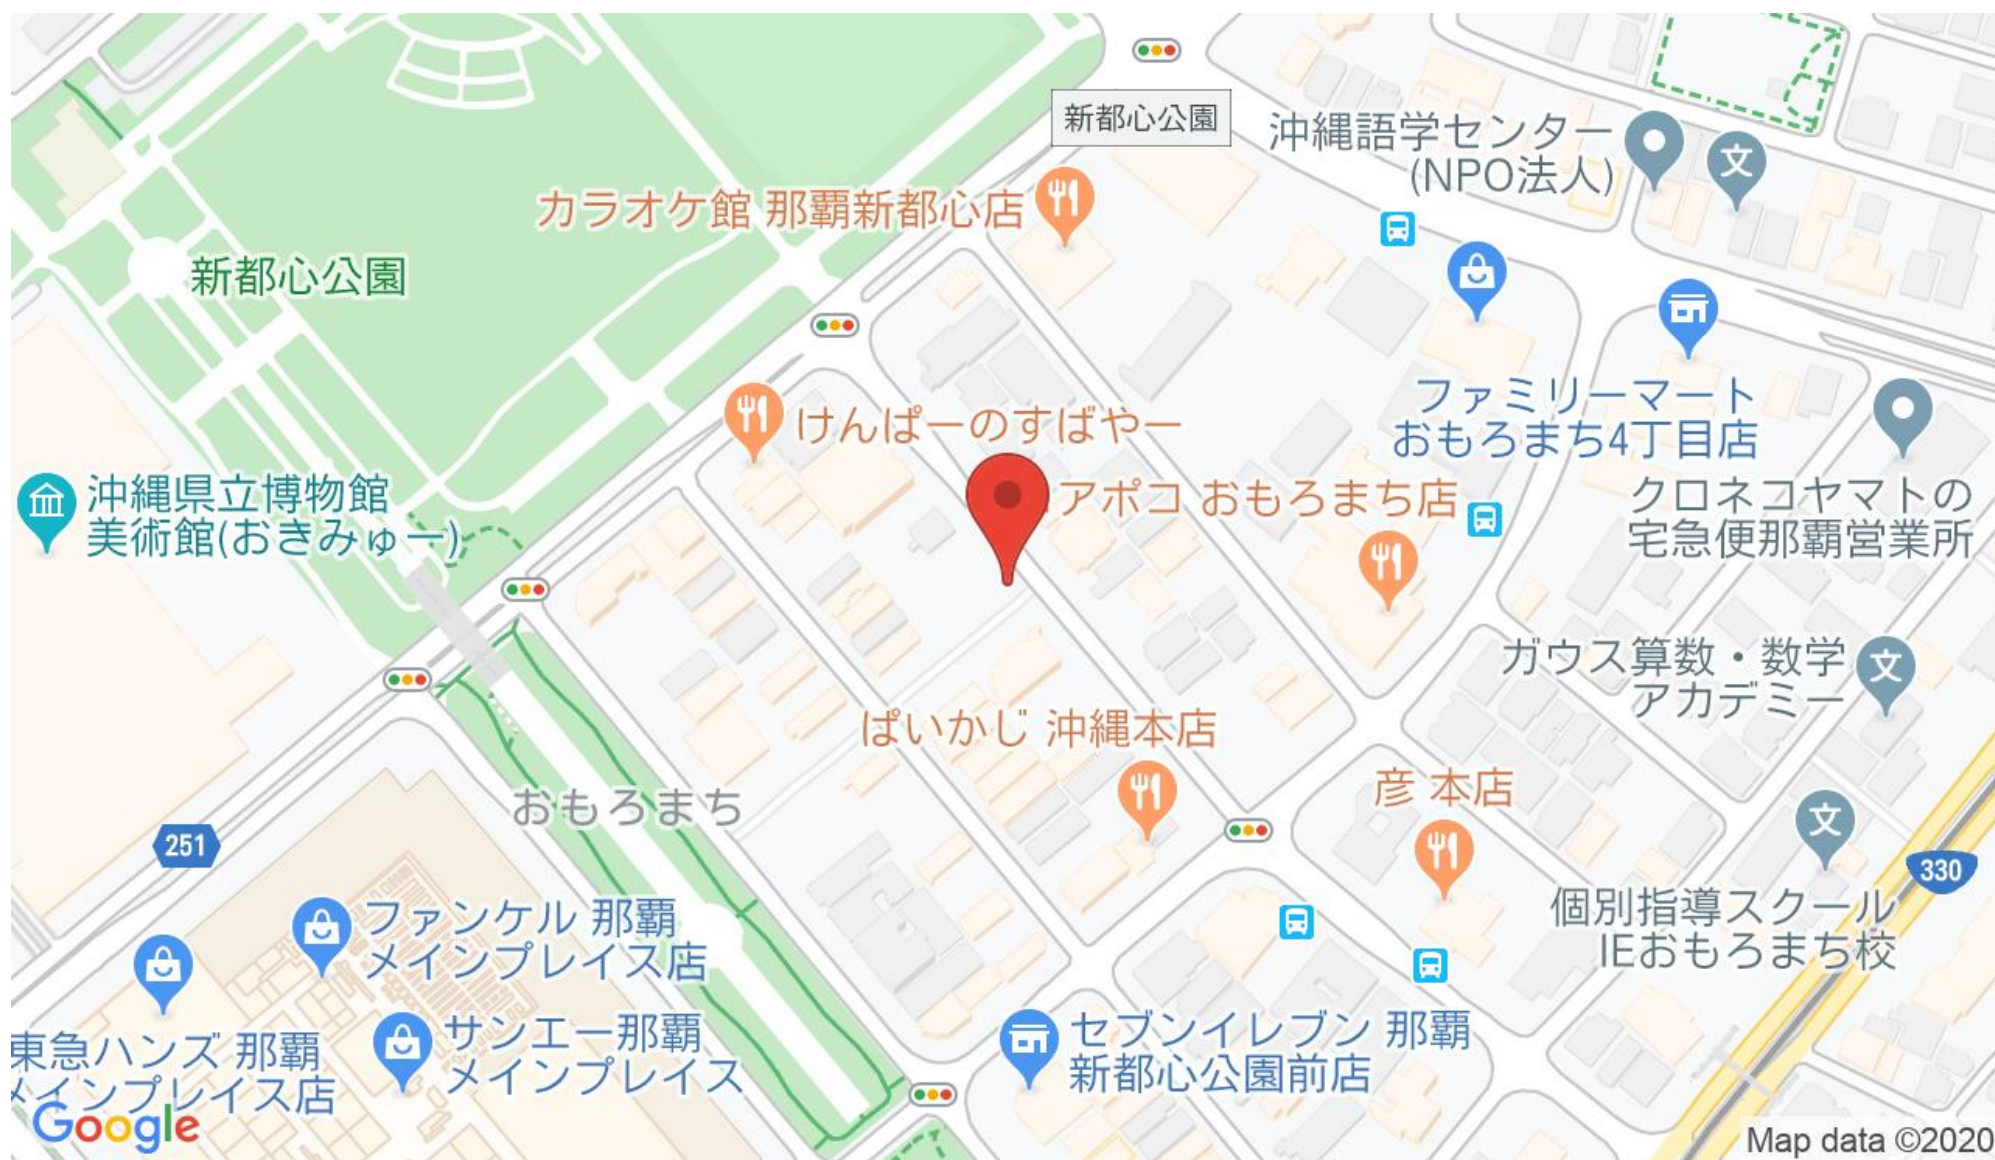 新都心公園
沖縄語学センター
(NPO法人)
文
カラオケ館 那覇新都心店
新都心公園
ファミリーマート
おもろまち4丁目店
けんぱーのすばやー
沖縄県立博物館
美術館(おきみゅー)
アポコ おもろまち店
クロネコヤマトの
宅急便那覇営業所
ガウス算数・数学
アカデミー
文
ぱいかじ 沖縄本店
彦 本店
おもろまち
251
文
330
ファンケル 那覇
メインプレイス店
個別指導スクール
IEおもろまち校
東急ハンズ 那覇
メインプレイス店
サンエー那覇
メインプレイス
セブンイレブン 那覇
新都心公園前店
Google
Map data ©2020